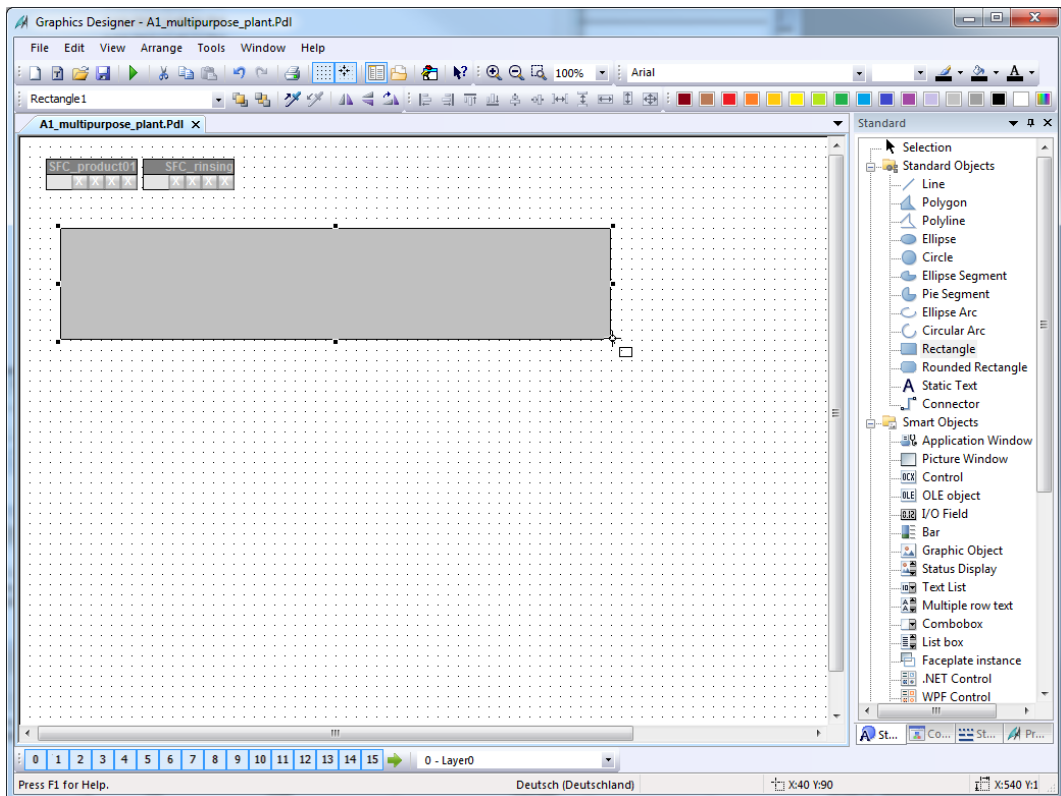 Graphics Designer - A1_multipurpose_plant.Pdl
File Edit View Arrange Tools Window Help
100% Arial
Rectangle1
A1_multipurpose_plant.Pdl
SFC_product01 SFC_rinsing
X X X X X X X X
Standard
Selection
Standard Objects
Line
Polygon
Polyline
Ellipse
Circle
Ellipse Segment
Pie Segment
Ellipse Arc
Circular Arc
Rectangle
Rounded Rectangle
A Static Text
Connector
Smart Objects
Application Window
Picture Window
OCX Control
OLE OLE object
0.12 I/O Field
Bar
Graphic Object
Status Display
Text List
Multiple row text
Combobox
List box
Faceplate instance
.NET Control
WPF Control
St... Co... St... Pr...
0 1 2 3 4 5 6 7 8 9 10 11 12 13 14 15 0 - Layer0
Press F1 for Help. Deutsch (Deutschland) X:40 Y:90 X:540 Y:1